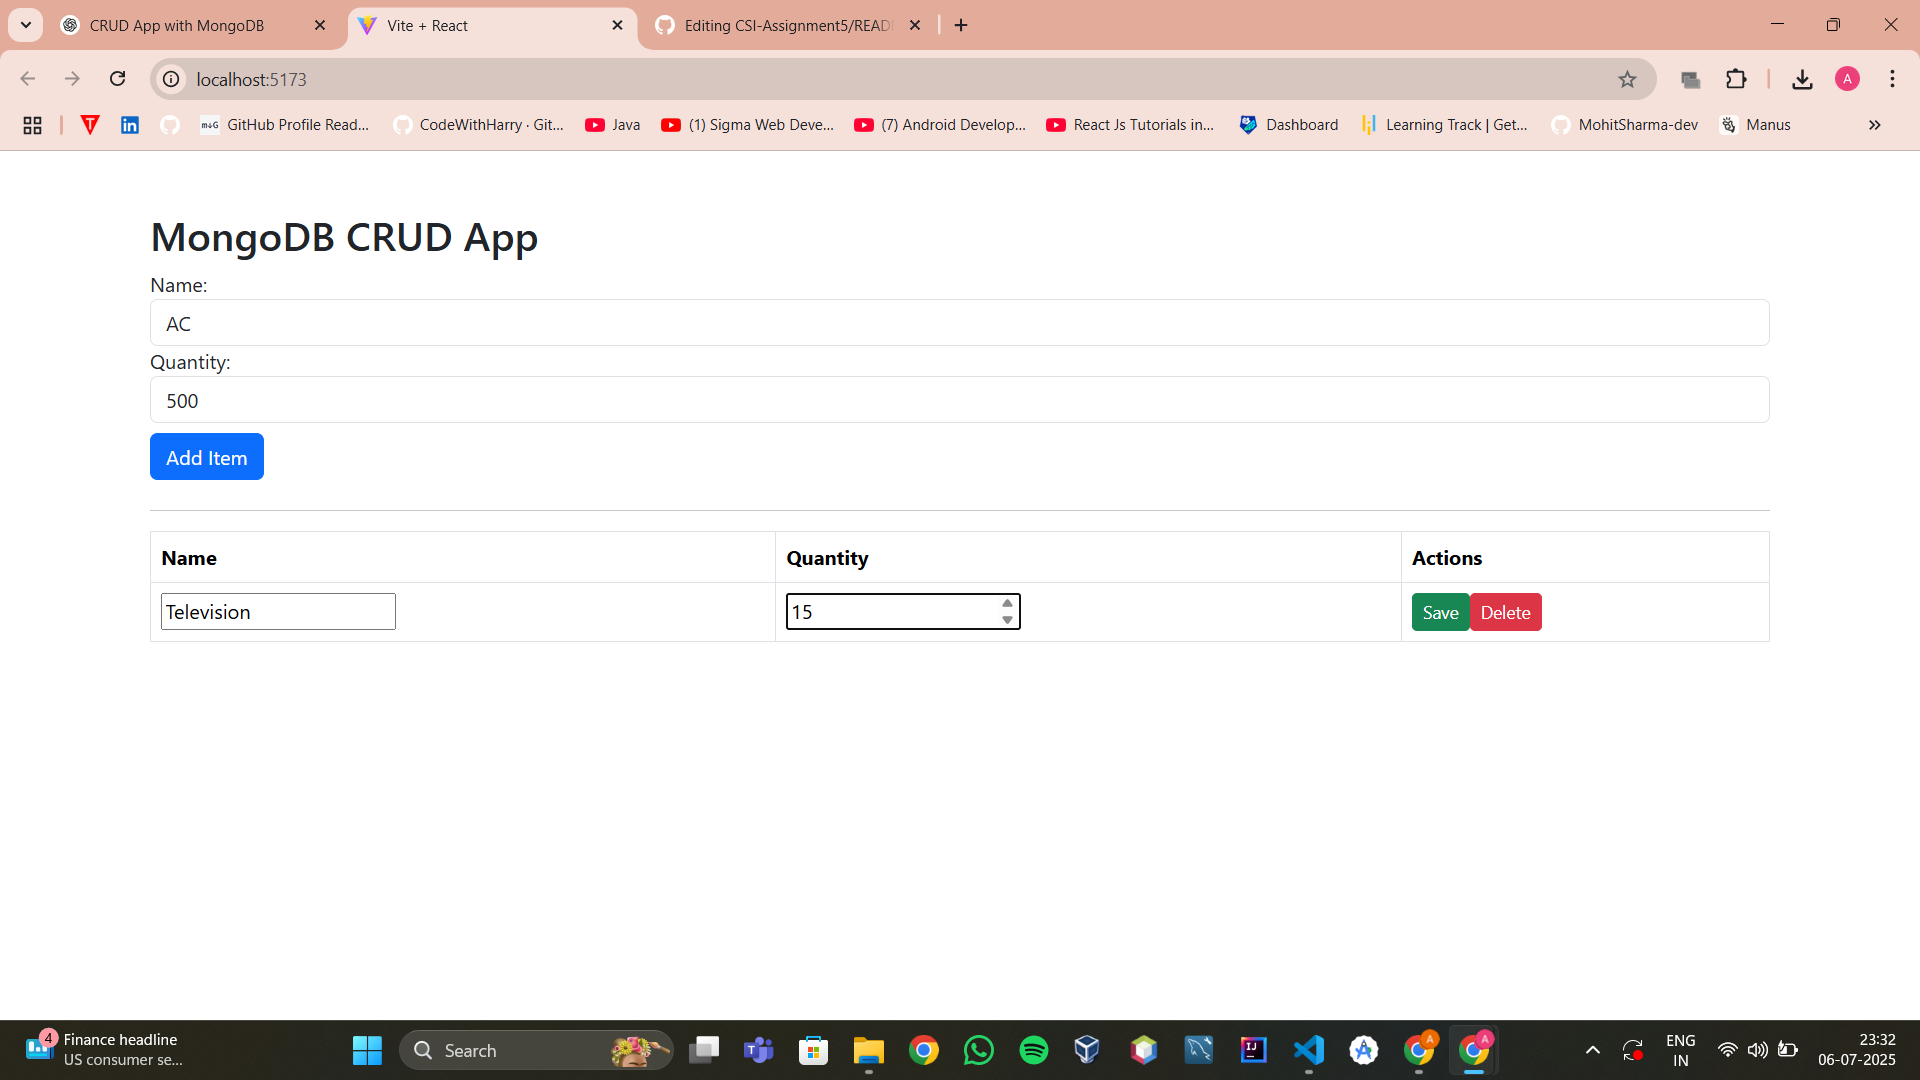 CRUD App with MongoDB
Vite + React
Editing CSI-Assignment5/READ
localhost:5173
A
T
in
M↓G GitHub Profile Read...
CodeWithHarry · Git...
Java
(1) Sigma Web Deve...
(7) Android Develop...
React Js Tutorials in...
Dashboard
Learning Track | Get...
MohitSharma-dev
Manus
MongoDB CRUD App
Name:
AC
Quantity:
500
Add Item
Name Quantity Actions
Television 15 Save Delete
4
Finance headline
US consumer se...
Search
T
IJ
A
A
ENG
IN
23:32
06-07-2025